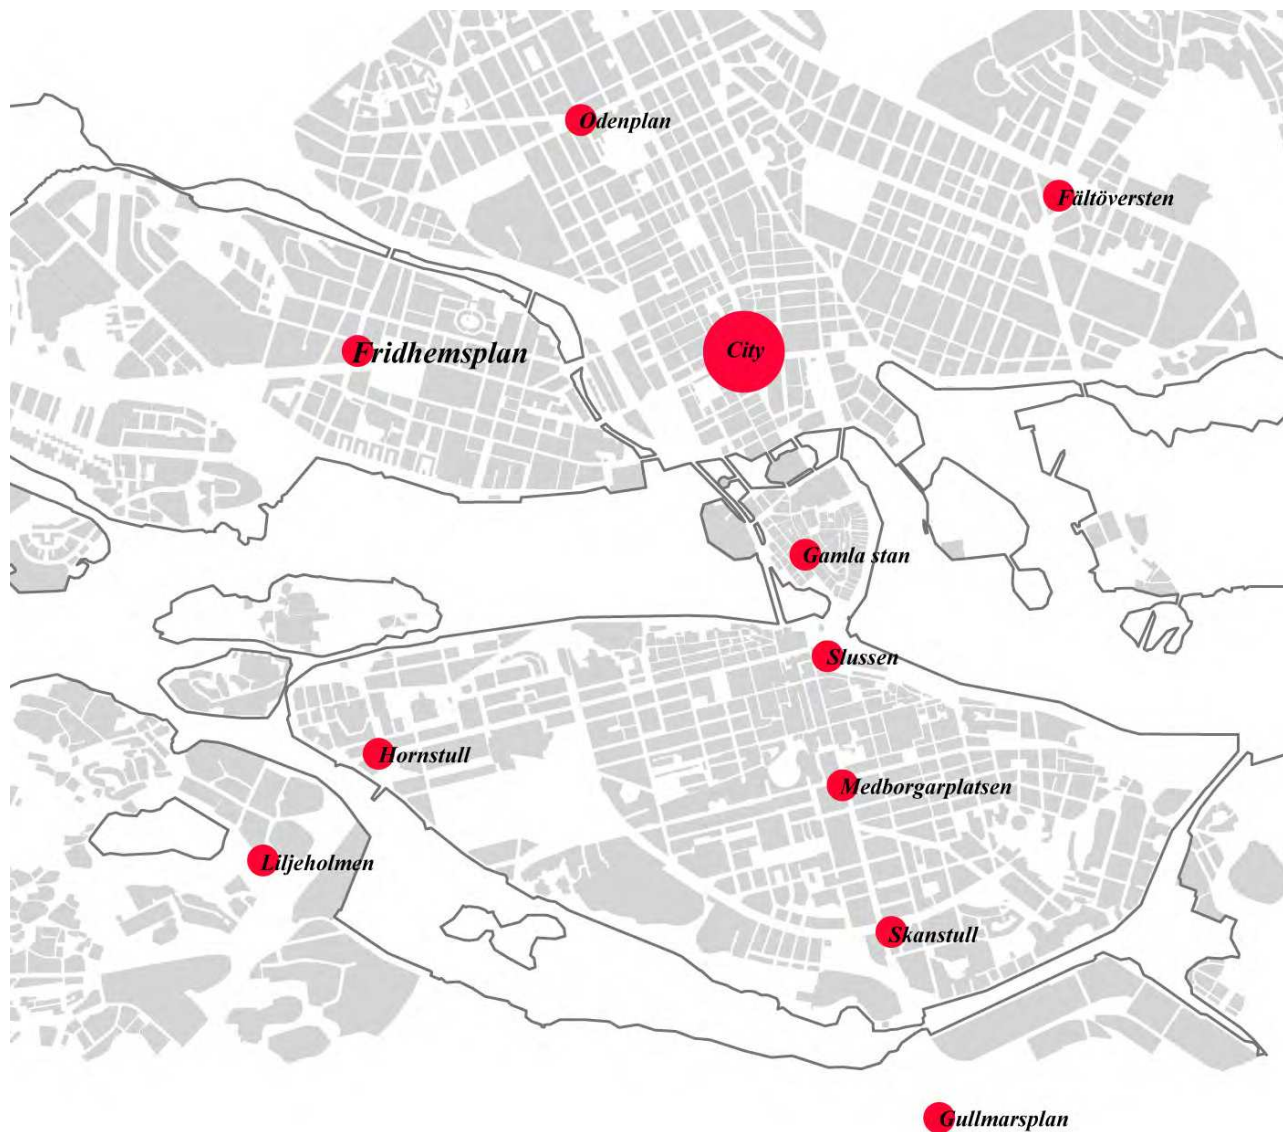 Odenplan
Fältöversten
City
Fridhemsplan
Gamla stan
Slussen
Hornstull
Medborgarplatsen
Liljeholmen
Skanstull
Gullmarsplan